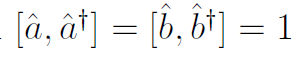 [â, â†] = [b̂, b̂†] = 1